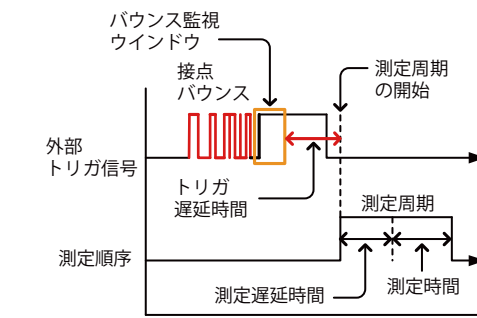 バウンス監視
ウインドウ
接点
バウンス
測定周期
の開始
外部
トリガ信号
トリガ
遅延時間
測定周期
測定順序
測定遅延時間
測定時間